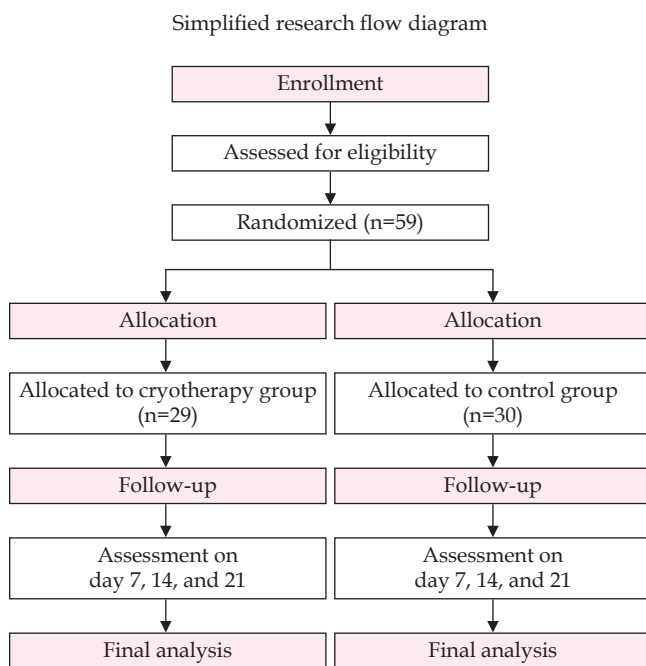 Simplified research flow diagram
Enrollment
Assessed for eligibility
Randomized (n=59)
Allocation
Allocated to cryotherapy group
(n=29)
Follow-up
Assessment on
day 7, 14, and 21
Final analysis
Allocation
Allocated to control group
(n=30)
Follow-up
Assessment on
day 7, 14, and 21
Final analysis